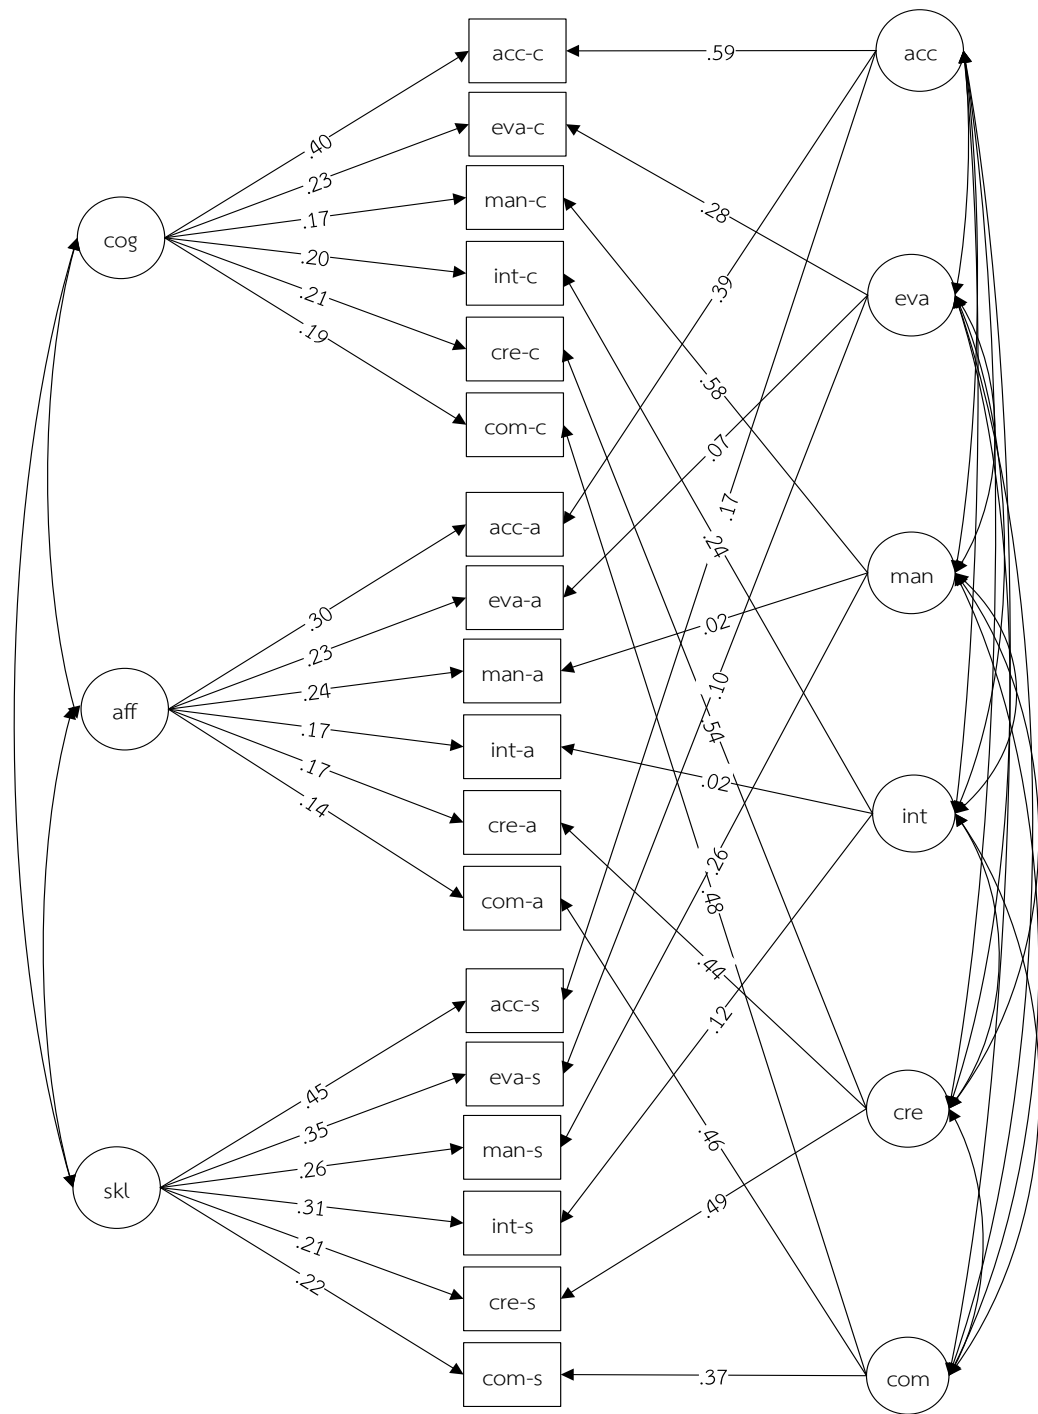 acc-c
.59
acc
eva-c
.40
.23
man-c
.28
.17
cog
.20
int-c
.39
eva
.21
.19
cre-c
.58
com-c
.07
.17
acc-a
.24
.30
eva-a
man
.23
.02
man-a
.24
.10
aff
.17
int-a
.54
.17
.02
.14
cre-a
int
.26
com-a
.48
.44
acc-s
.12
.45
eva-s
cre
.35
man-s
.46
.26
skl
.31
int-s
.49
.21
.22
cre-s
com-s
.37
com